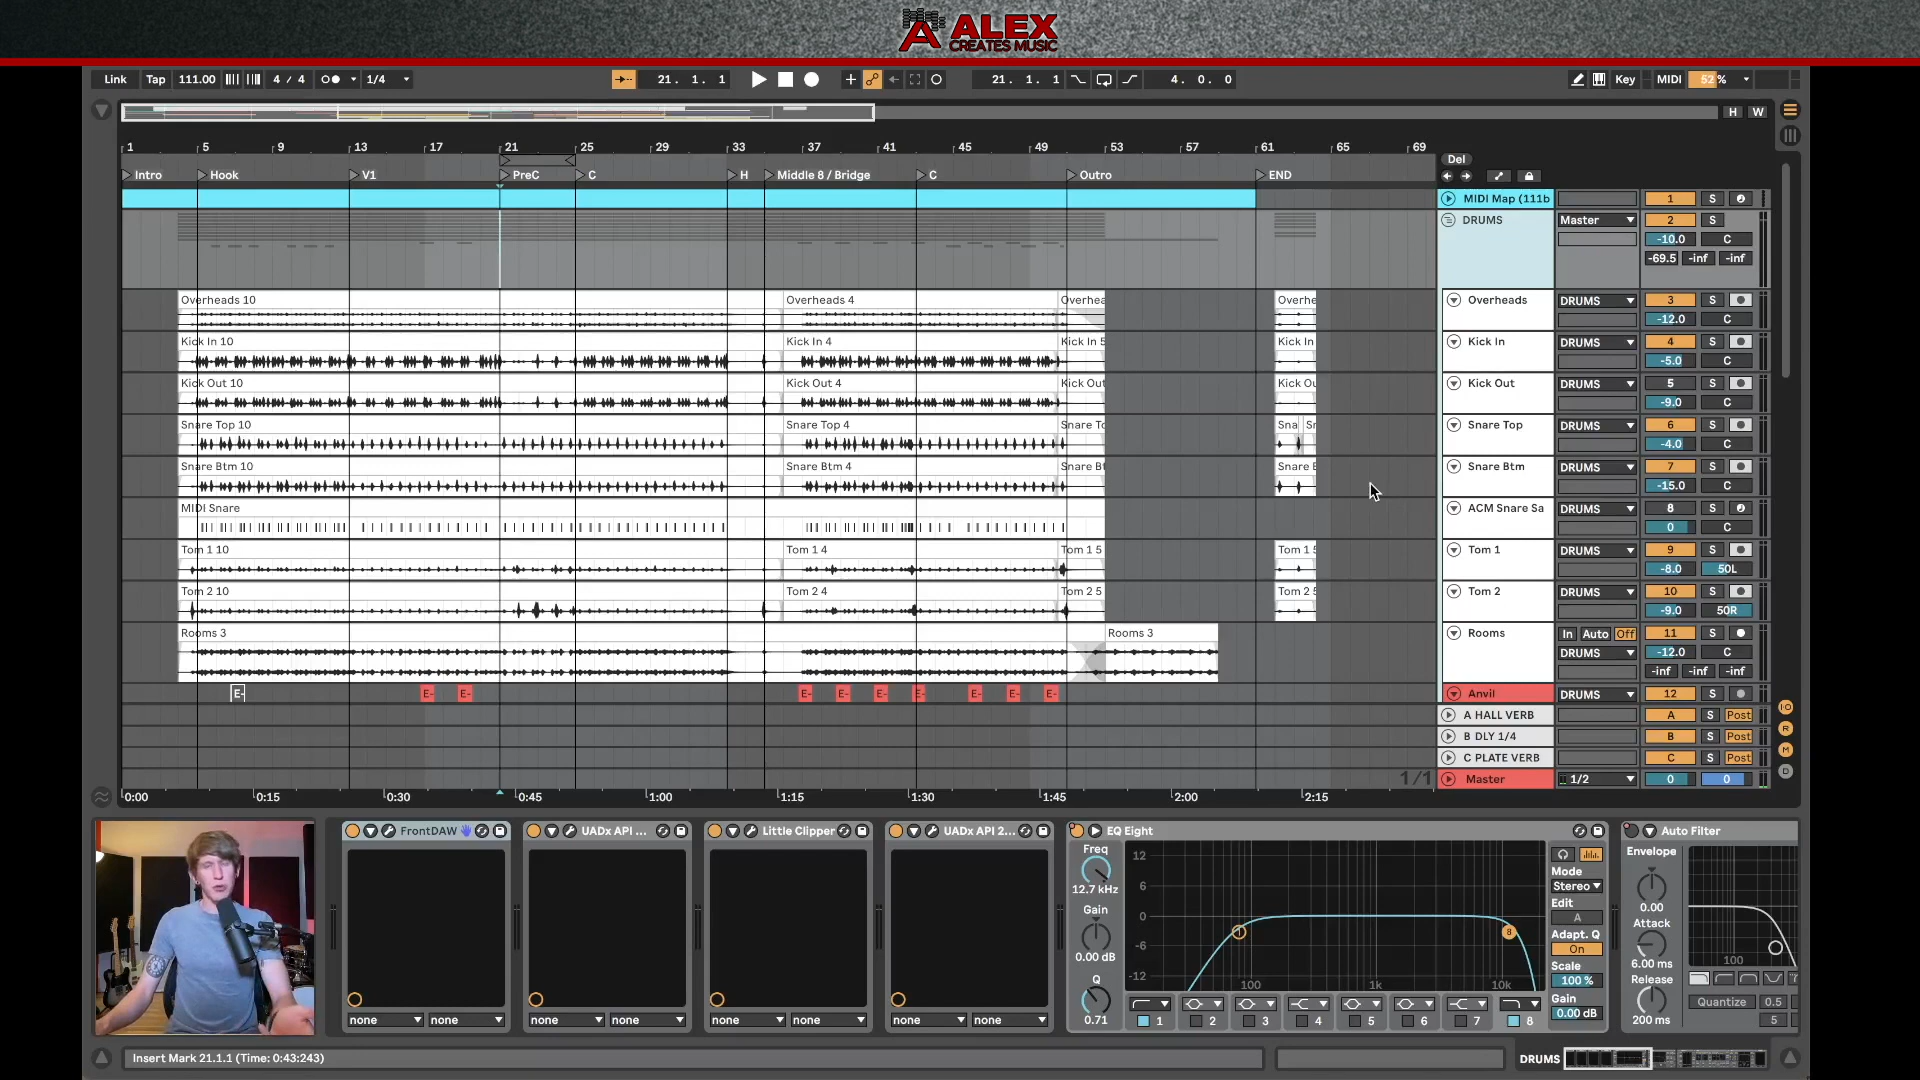 ALEX
CREATES MUSIC
Link Tap 111.00 4 / 4 1/4 21. 1. 1 21. 1. 1 4. 0. 0 Key MIDI 52 %
H W
1 5 9 13 17 21 25 29 33 37 41 45 49 53 57 61 65 69
Del
Intro Hook V1 PreC C H Middle 8 / Bridge C Outro END
MIDI Map (111b 1 S
DRUMS Master 2 S
-10.0 C
-69.5 -inf -inf
Overheads 10 Overheads 4 Overhea Overhe Overheads DRUMS 3 S
-12.0 C
Kick In 10 Kick In 4 Kick In 5 Kick In Kick In DRUMS 4 S
-5.0 C
Kick Out 10 Kick Out 4 Kick Out Kick Ou Kick Out DRUMS 5 S
-9.0 C
Snare Top 10 Snare Top 4 Snare To Sna Sr Snare Top DRUMS 6 S
-4.0 C
Snare Btm 10 Snare Btm 4 Snare Bt Snare B Snare Btm DRUMS 7 S
-15.0 C
MIDI Snare ACM Snare Sa DRUMS 8 S
0 C
Tom 1 10 Tom 1 4 Tom 1 5 Tom 1 5 Tom 1 DRUMS 9 S
-8.0 50L
Tom 2 10 Tom 2 4 Tom 2 5 Tom 2 5 Tom 2 DRUMS 10 S
-9.0 50R
Rooms 3 Rooms 3 Rooms In Auto Off 11 S
DRUMS -12.0 C
-inf -inf -inf
E- E- E- E- E- E- E- E- E- E- Anvil DRUMS 12 S
A HALL VERB A S Post
B DLY 1/4 B S Post
C PLATE VERB C S Post
1/1 Master 1/2 0 0
0:00 0:15 0:30 0:45 1:00 1:15 1:30 1:45 2:00 2:15
I·O
R
M
D
FrontDAW UADx API ... Little Clipper UADx API 2... EQ Eight Auto Filter
none none none none none none none none
Freq
12.7 kHz
Gain
0.00 dB
Q
0.71
12
6
0
-6
-12
100 1k 10k
8
1 2 3 4 5 6 7 8
Mode
Stereo
Edit
A
Adapt. Q
On
Scale
100 %
Gain
0.00 dB
Envelope
0.00
Attack
6.00 ms
Release
200 ms
100
Quantize 0.5
5
Insert Mark 21.1.1 (Time: 0:43:243) DRUMS